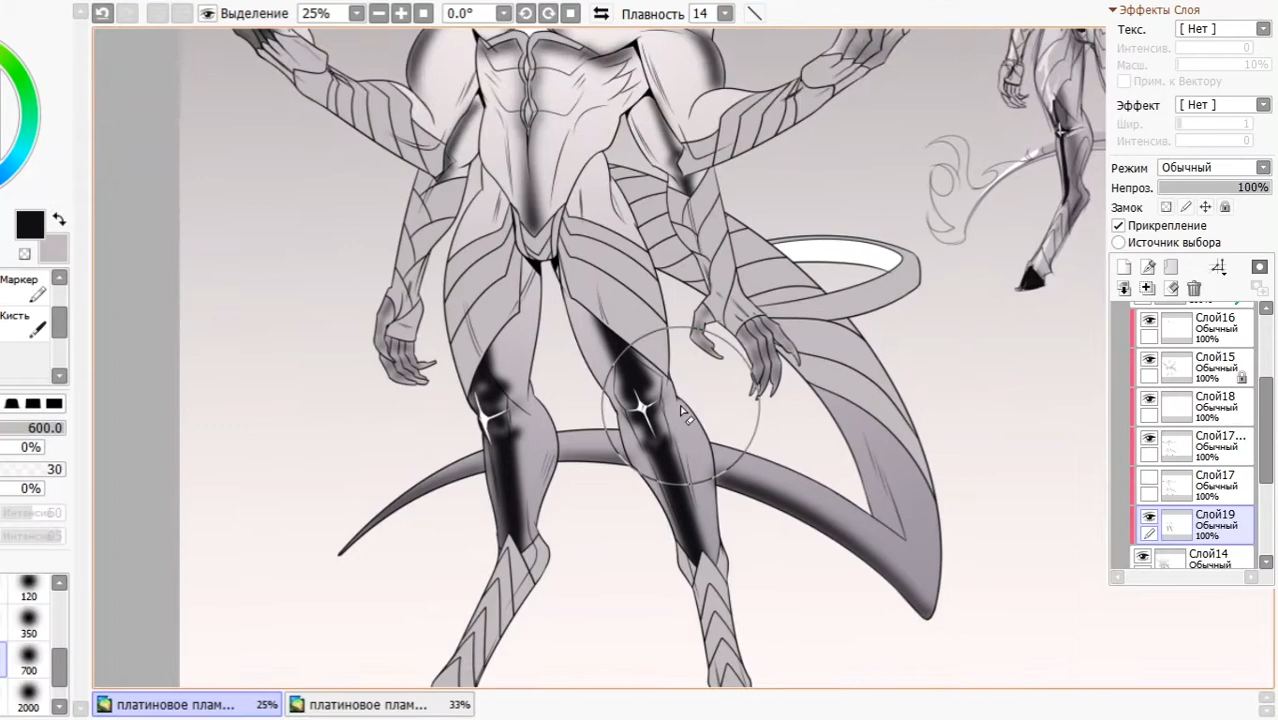 Выделение 25% 0.0° Плавность 14
Эффекты Слоя
Текс. [ Нет ]
Интенсив. 0
Масш. 10%
Прим. к Вектору
Эффект [ Нет ]
Шир. 1
Интенсив. 0
Режим Обычный
Непроз. 100%
Замок
Прикрепление
Источник выбора
Маркер
Кисть
600.0
0%
30
0%
Слой16
Обычный
100%
Слой15
Обычный
100%
Слой18
Обычный
100%
Слой17...
Обычный
100%
Слой17
Обычный
100%
Слой19
Обычный
100%
Слой14
Обычный
120
350
700
2000
платиновое плам... 25% платиновое плам... 33%